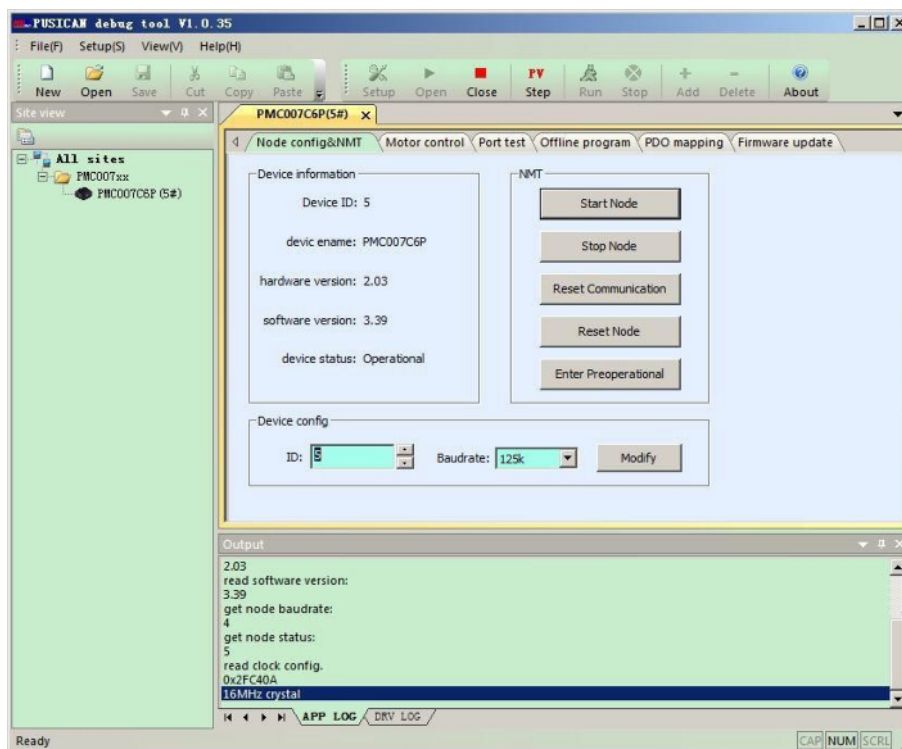 PUSICAN debug tool V1.0.35
File(F) Setup(S) View(V) Help(H)
New Open Save Cut Copy Paste Setup Open Close Step Run Stop Add Delete About
PV
Site view
PMC007C6P(5#) X
Node config&NMT Motor control Port test Offline program PDO mapping Firmware update
All sites
PMC007xx
PMC007C6P (5#)
Device information
Device ID: 5
devic ename: PMC007C6P
hardware version: 2.03
software version: 3.39
device status: Operational
NMT
Start Node
Stop Node
Reset Communication
Reset Node
Enter Preoperational
Device config
ID: 5 Baudrate: 125k Modify
Output
2.03
read software version:
3.39
get node baudrate:
4
get node status:
5
read clock config.
0x2FC40A
16MHz crystal
APP LOG DRV LOG
Ready CAP NUM SCRL